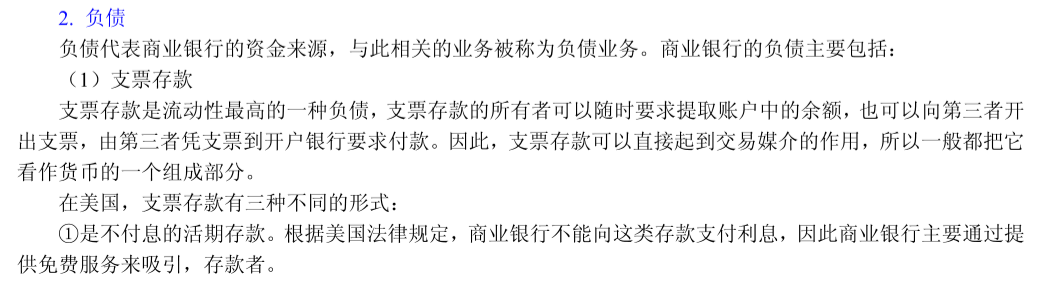 2. 负债
负债代表商业银行的资金来源，与此相关的业务被称为负债业务。商业银行的负债主要包括：
（1）支票存款
支票存款是流动性最高的一种负债，支票存款的所有者可以随时要求提取账户中的余额，也可以向第三者开
出支票，由第三者凭支票到开户银行要求付款。因此，支票存款可以直接起到交易媒介的作用，所以一般都把它
看作货币的一个组成部分。
在美国，支票存款有三种不同的形式：
①是不付息的活期存款。根据美国法律规定，商业银行不能向这类存款支付利息，因此商业银行主要通过提
供免费服务来吸引，存款者。